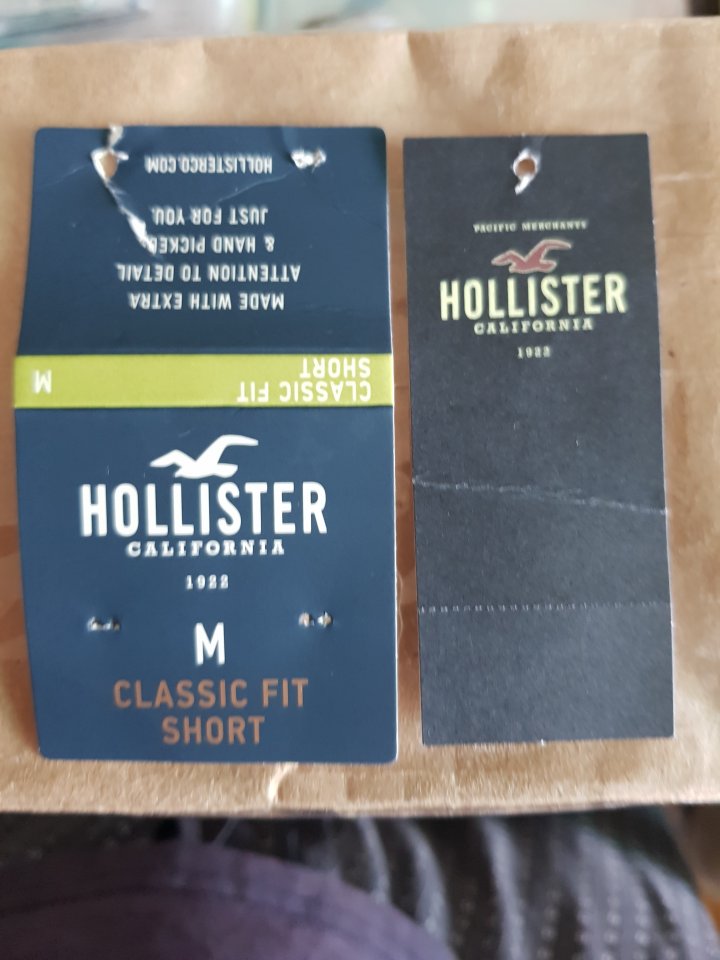 HOLLISTERCO.COM
MADE WITH EXTRA
ATTENTION TO DETAIL
& HAND PICKED
JUST FOR YOU.
CLASSIC FIT
SHORT
M
HOLLISTER
CALIFORNIA
1922
M
CLASSIC FIT
SHORT
PACIFIC MERCHANTS
HOLLISTER
CALIFORNIA
1922